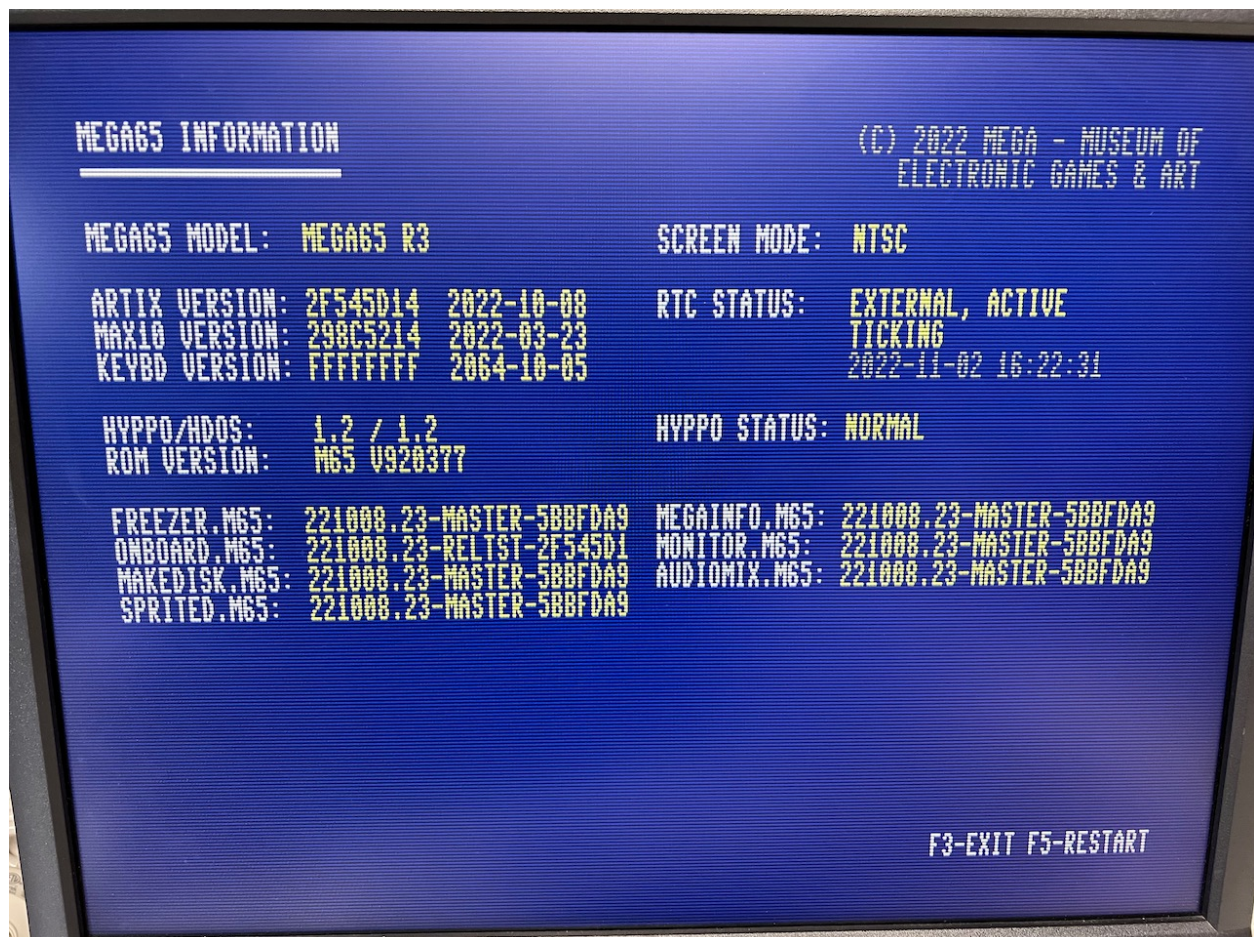 MEGA65 INFORMATION
(C) 2022 MEGA - MUSEUM OF
ELECTRONIC GAMES & ART
MEGA65 MODEL: MEGA65 R3
SCREEN MODE: NTSC
ARTIX VERSION: 2F545D14 2022-10-08
MAX10 VERSION: 298C5214 2022-03-23
KEYBD VERSION: FFFFFFFF 2064-10-05
RTC STATUS: EXTERNAL, ACTIVE
TICKING
2022-11-02 16:22:31
HYPPO/HDOS: 1.2 / 1.2
ROM VERSION: M65 V920377
HYPPO STATUS: NORMAL
FREEZER.M65: 221008.23-MASTER-5BBFDA9
ONBOARD.M65: 221008.23-RELTST-2F545D1
MAKEDISK.M65: 221008.23-MASTER-5BBFDA9
SPRITED.M65: 221008.23-MASTER-5BBFDA9
MEGAINFO.M65: 221008.23-MASTER-5BBFDA9
MONITOR.M65: 221008.23-MASTER-5BBFDA9
AUDIOMIX.M65: 221008.23-MASTER-5BBFDA9
F3-EXIT F5-RESTART